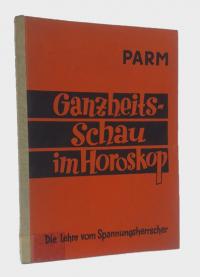 PARM
Ganzheits-
Schau
im Horoskop
Die Lehre vom Spannungsherrscher